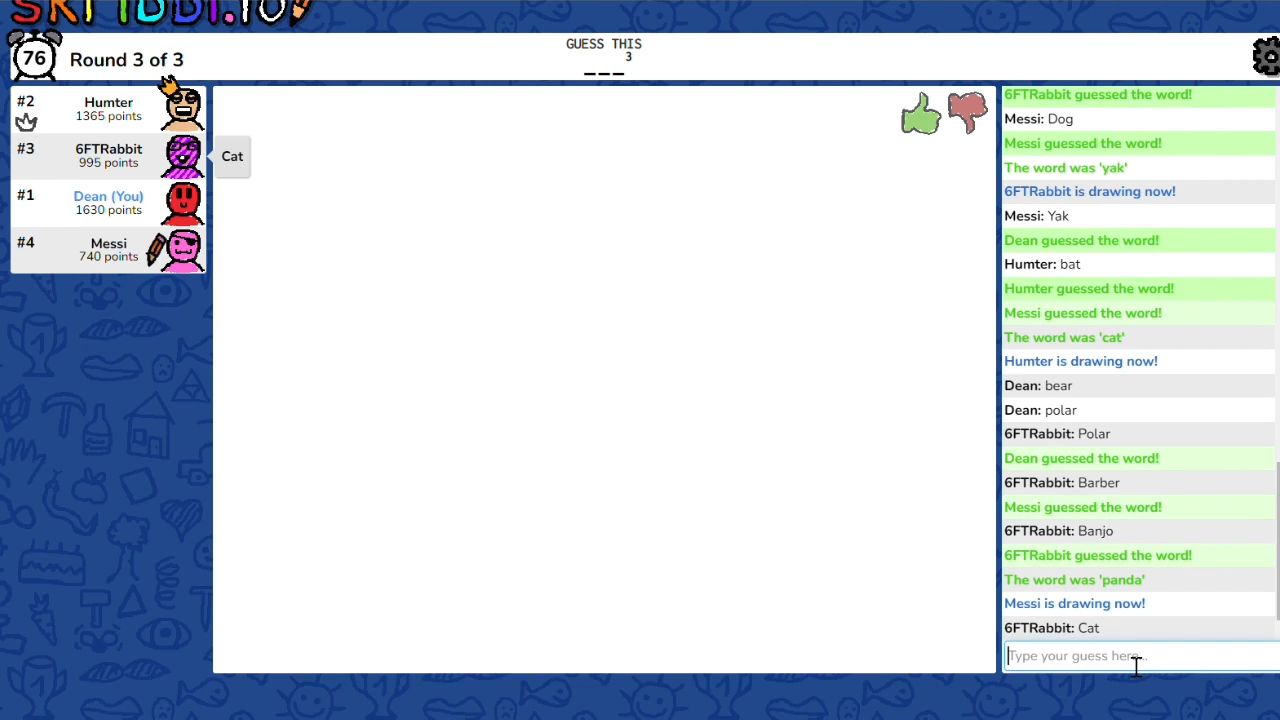 SKRIBBL.IO
76
Round 3 of 3
GUESS THIS
3
___
#2
Humter
1365 points
#3
6FTRabbit
995 points
Cat
#1
Dean (You)
1630 points
#4
Messi
740 points
6FTRabbit guessed the word!
Messi: Dog
Messi guessed the word!
The word was 'yak'
6FTRabbit is drawing now!
Messi: Yak
Dean guessed the word!
Humter: bat
Humter guessed the word!
Messi guessed the word!
The word was 'cat'
Humter is drawing now!
Dean: bear
Dean: polar
6FTRabbit: Polar
Dean guessed the word!
6FTRabbit: Barber
Messi guessed the word!
6FTRabbit: Banjo
6FTRabbit guessed the word!
The word was 'panda'
Messi is drawing now!
6FTRabbit: Cat
Type your guess here...